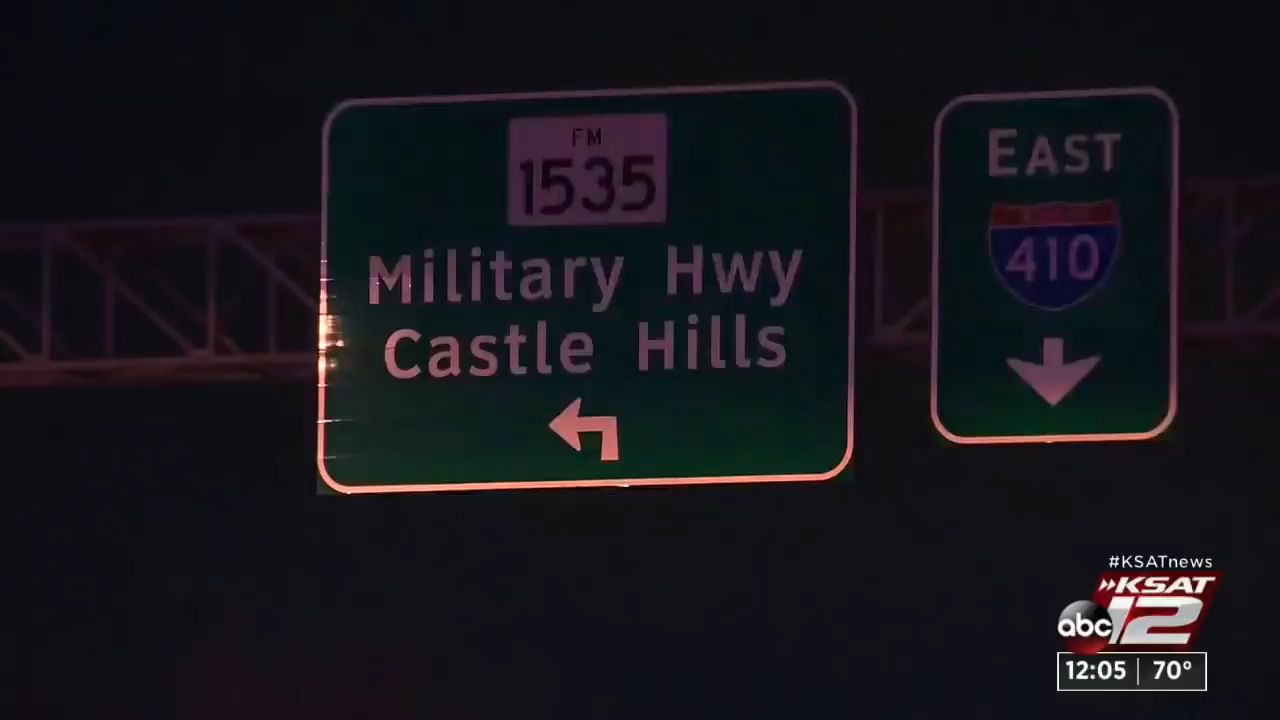 FM
1535
Military Hwy
Castle Hills
EAST
410
#KSATnews
KSAT
abc 12
12:05 | 70°